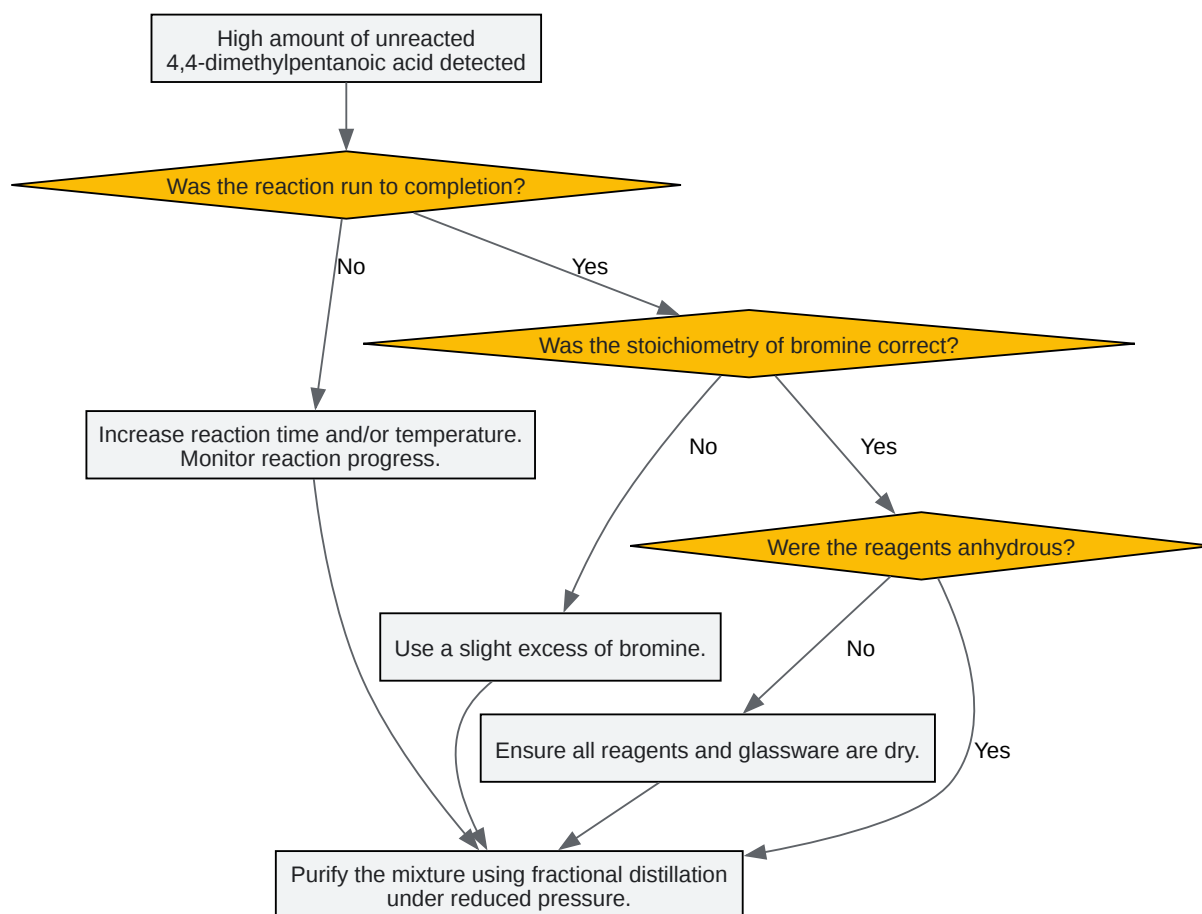 High amount of unreacted
4,4-dimethylpentanoic acid detected
Was the reaction run to completion?
No
Yes
Was the stoichiometry of bromine correct?
Increase reaction time and/or temperature.
Monitor reaction progress.
No
Yes
Were the reagents anhydrous?
Use a slight excess of bromine.
No
Ensure all reagents and glassware are dry.
Yes
Purify the mixture using fractional distillation
under reduced pressure.